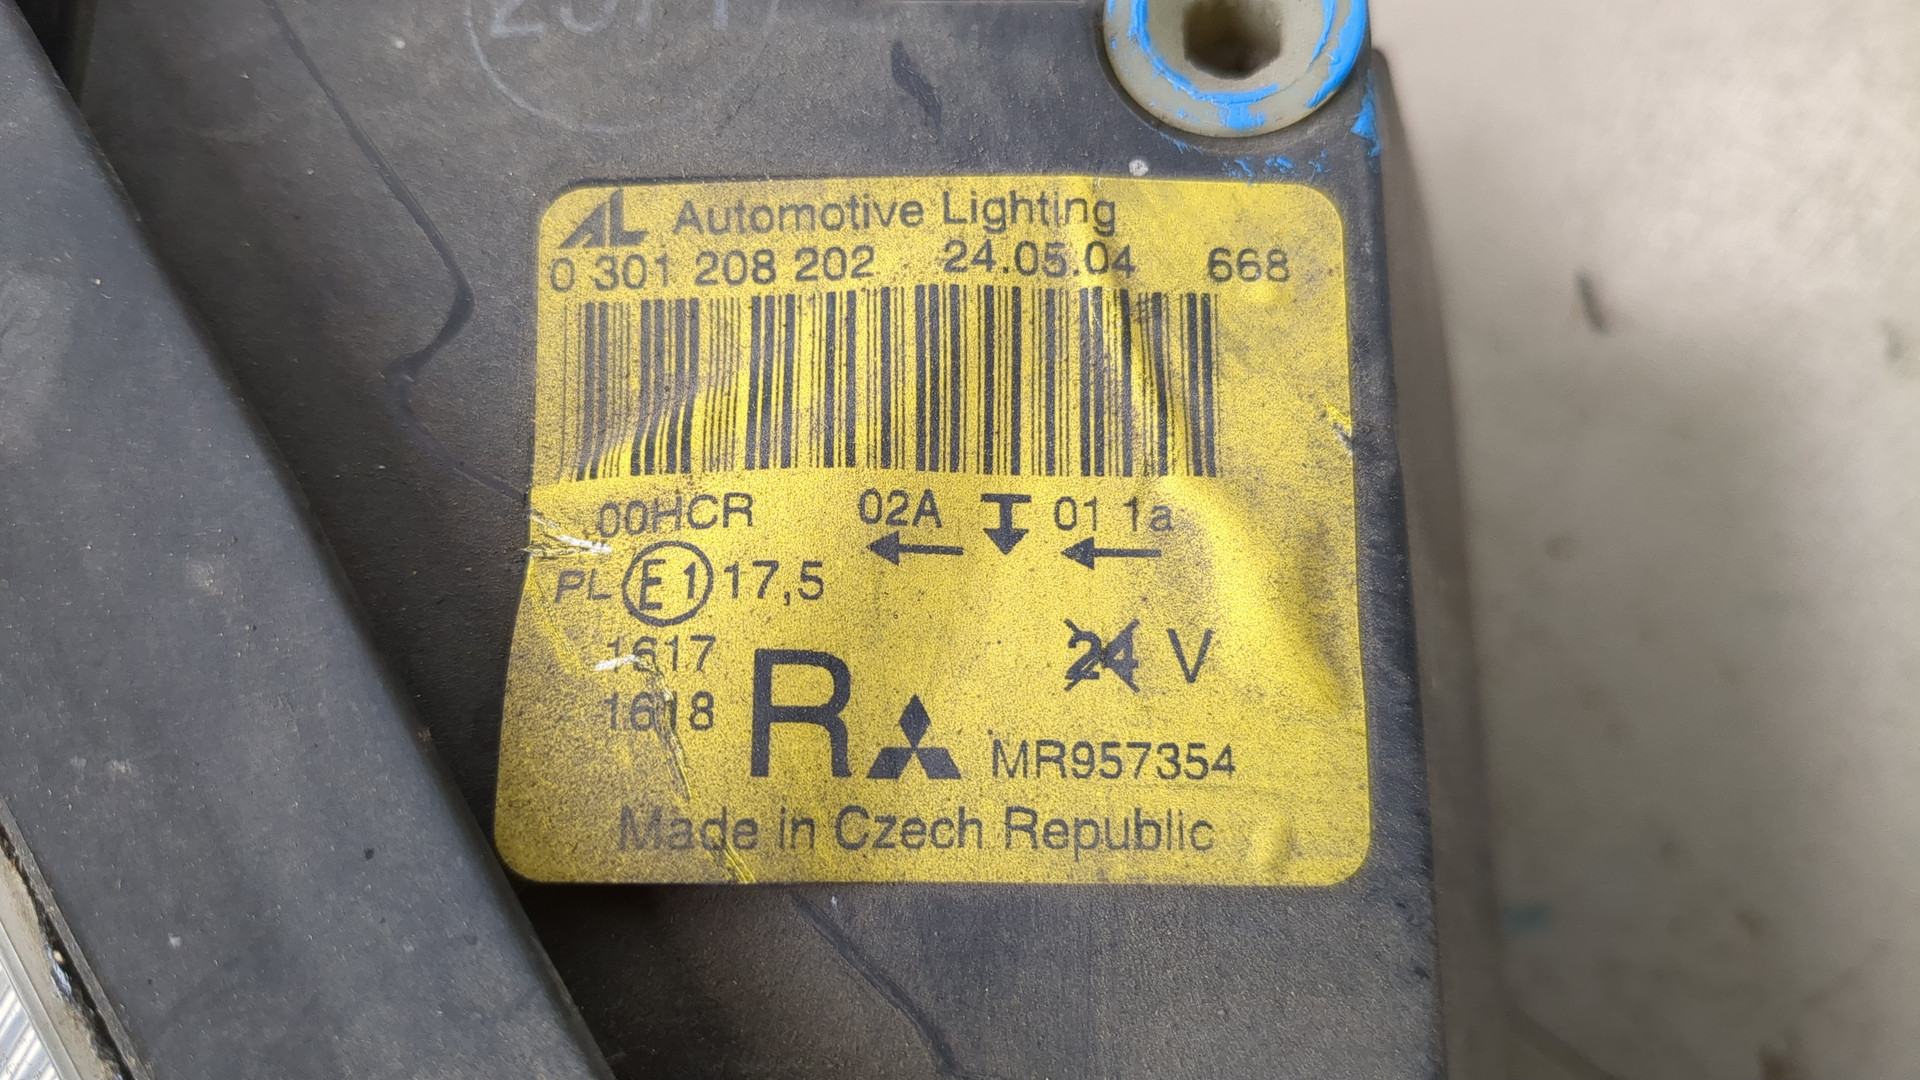 AL Automotive Lighting
0 301 208 202 24.05.04 668
00HCR 02A 01 1a
PL E1 17,5
1617
24 V
1618
R MR957354
Made in Czech Republic